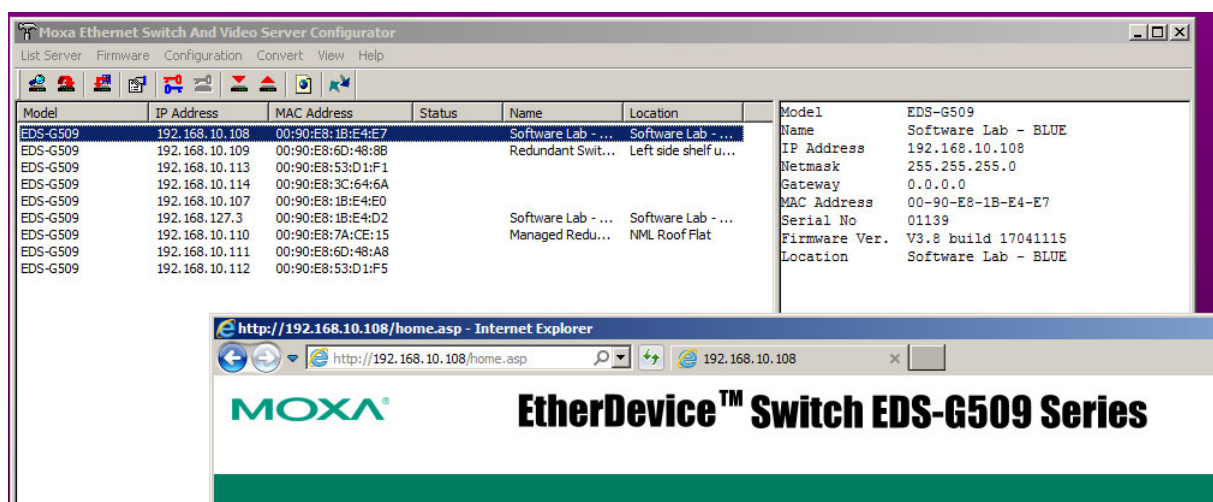 Moxa Ethernet Switch And Video Server Configurator
List Server Firmware Configuration Convert View Help
Model IP Address MAC Address Status Name Location
EDS-G509 192.168.10.108 00:90:E8:1B:E4:E7 Software Lab - ... Software Lab - ...
EDS-G509 192.168.10.109 00:90:E8:6D:48:8B Redundant Swit... Left side shelf u...
EDS-G509 192.168.10.113 00:90:E8:53:D1:F1
EDS-G509 192.168.10.114 00:90:E8:3C:64:6A
EDS-G509 192.168.10.107 00:90:E8:1B:E4:E0
EDS-G509 192.168.127.3 00:90:E8:1B:E4:D2 Software Lab - ... Software Lab - ...
EDS-G509 192.168.10.110 00:90:E8:7A:CE:15 Managed Redu... NML Roof Flat
EDS-G509 192.168.10.111 00:90:E8:6D:48:A8
EDS-G509 192.168.10.112 00:90:E8:53:D1:F5
Model EDS-G509
Name Software Lab - BLUE
IP Address 192.168.10.108
Netmask 255.255.255.0
Gateway 0.0.0.0
MAC Address 00-90-E8-1B-E4-E7
Serial No 01139
Firmware Ver. V3.8 build 17041115
Location Software Lab - BLUE
http://192.168.10.108/home.asp - Internet Explorer
http://192.168.10.108/home.asp 192.168.10.108
MOXA® EtherDevice™ Switch EDS-G509 Series